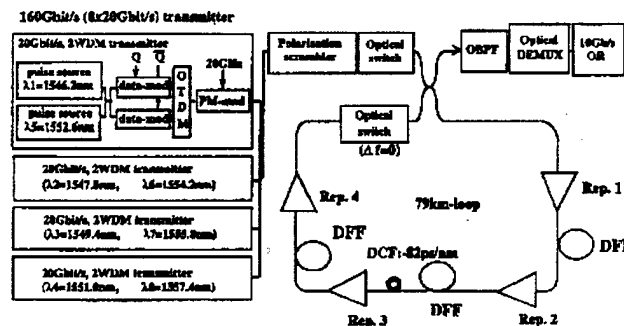 160Gbit/s (8x20Gbit/s) transmitter
20Gbit/s, 2WDM transmitter
Q Q
pulse source
λ1=1546.2nm
data-mod
O
T
D
M
20GHz
PM-mod
pulse source
λ5=1552.6nm
data-mod
20Gbit/s, 2WDM transmitter
(λ2=1547.8nm, λ6=1554.2nm)
20Gbit/s, 2WDM transmitter
(λ3=1549.4nm, λ7=1555.8nm)
20Gbit/s, 2WDM transmitter
(λ4=1551.0nm, λ8=1557.4nm)
Polarization
scrambler
Optical
switch
OBPF
Optical
DEMUX
10Gb/s
OR
Optical
switch
(Δf=0)
Rep. 4
79km-loop
Rep. 1
DFF
DCF:-82ps/nm
DFF
DFF
Rep. 3
Rep. 2